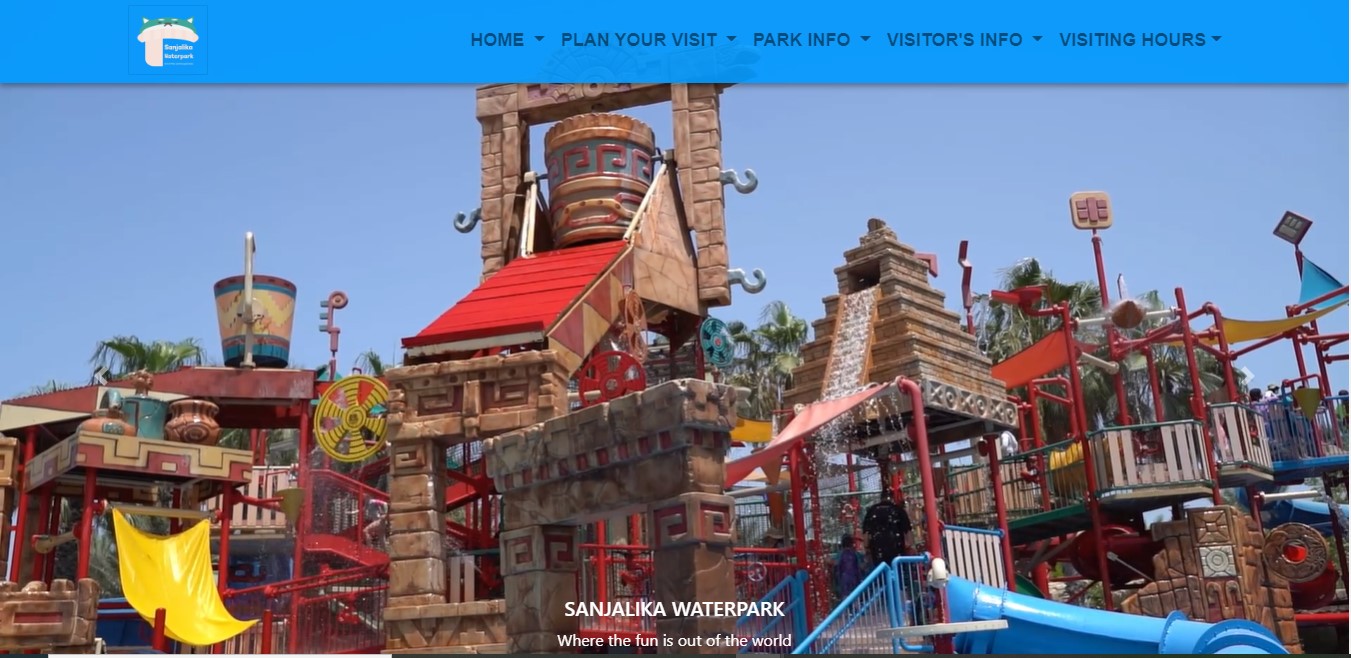 Sanjalika
Waterpark
HOME
PLAN YOUR VISIT
PARK INFO
VISITOR'S INFO
VISITING HOURS
SANJALIKA WATERPARK
Where the fun is out of the world